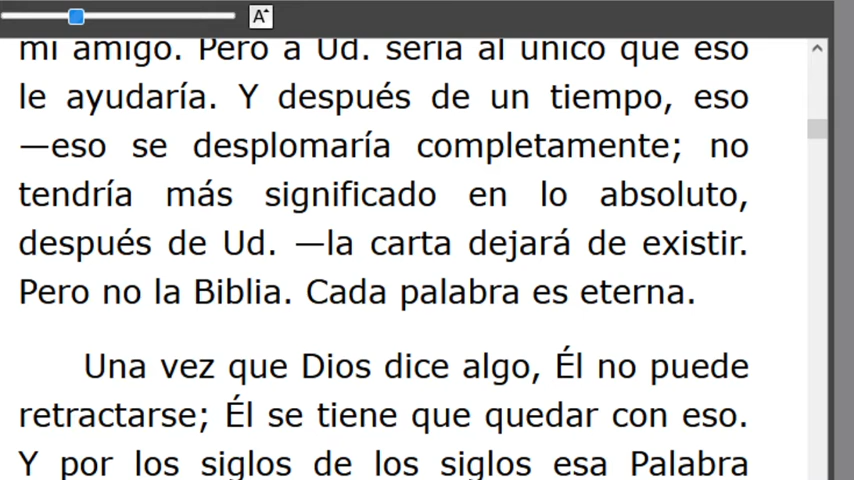 A
mi amigo. Pero a Ud. sería al único que eso
le ayudaría. Y después de un tiempo, eso
—eso se desplomaría completamente; no
tendría más significado en lo absoluto,
después de Ud. —la carta dejará de existir.
Pero no la Biblia. Cada palabra es eterna.
Una vez que Dios dice algo, Él no puede
retractarse; Él se tiene que quedar con eso.
Y por los siglos de los siglos esa Palabra